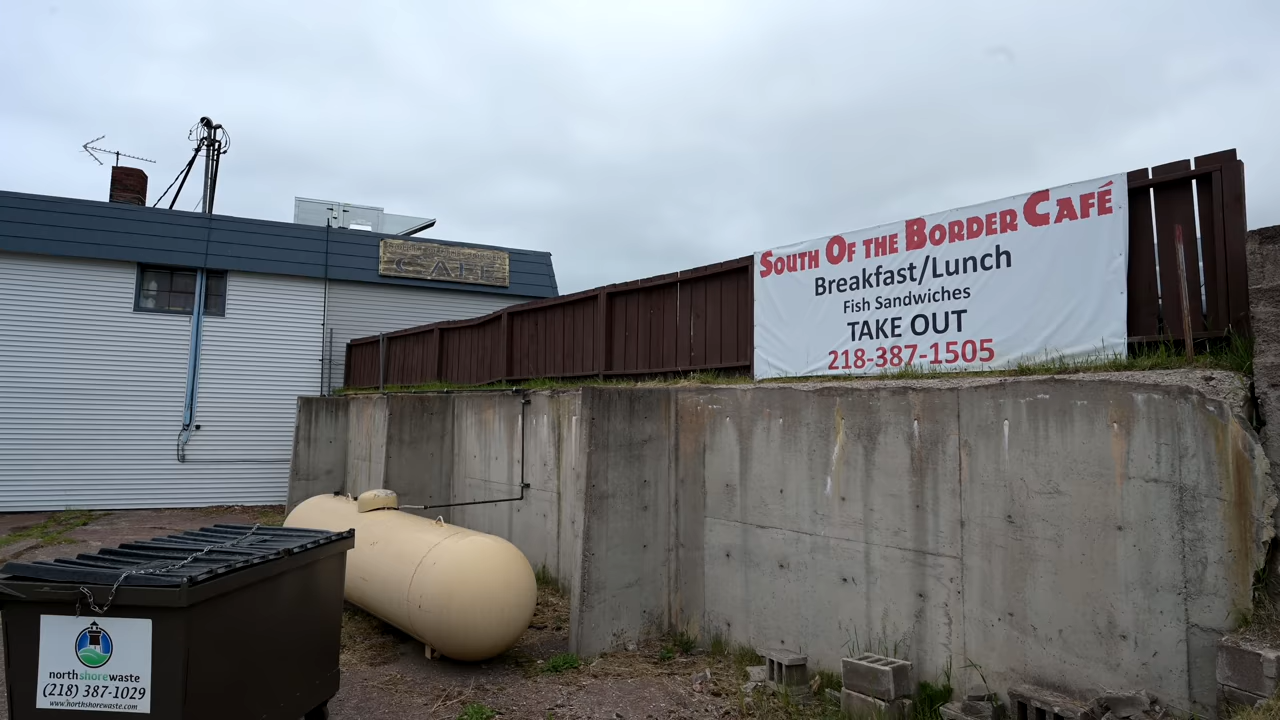 CAFE
SOUTH OF THE BORDER CAFÉ
Breakfast/Lunch
Fish Sandwiches
TAKE OUT
218-387-1505
northshorewaste
(218) 387-1029
www.northshorewaste.com